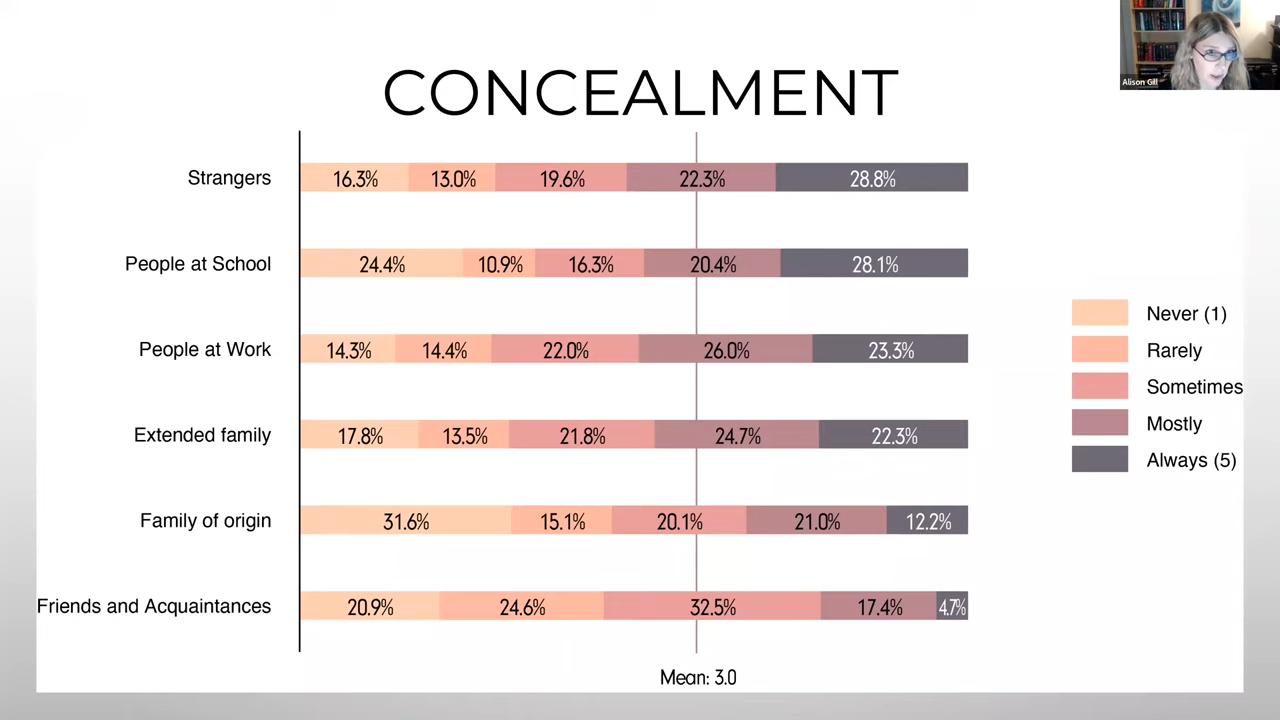 Alison Gill
CONCEALMENT
Strangers 16.3% 13.0% 19.6% 22.3% 28.8%
People at School 24.4% 10.9% 16.3% 20.4% 28.1%
People at Work 14.3% 14.4% 22.0% 26.0% 23.3%
Extended family 17.8% 13.5% 21.8% 24.7% 22.3%
Family of origin 31.6% 15.1% 20.1% 21.0% 12.2%
Friends and Acquaintances 20.9% 24.6% 32.5% 17.4% 4.7%
Mean: 3.0
Never (1)
Rarely
Sometimes
Mostly
Always (5)